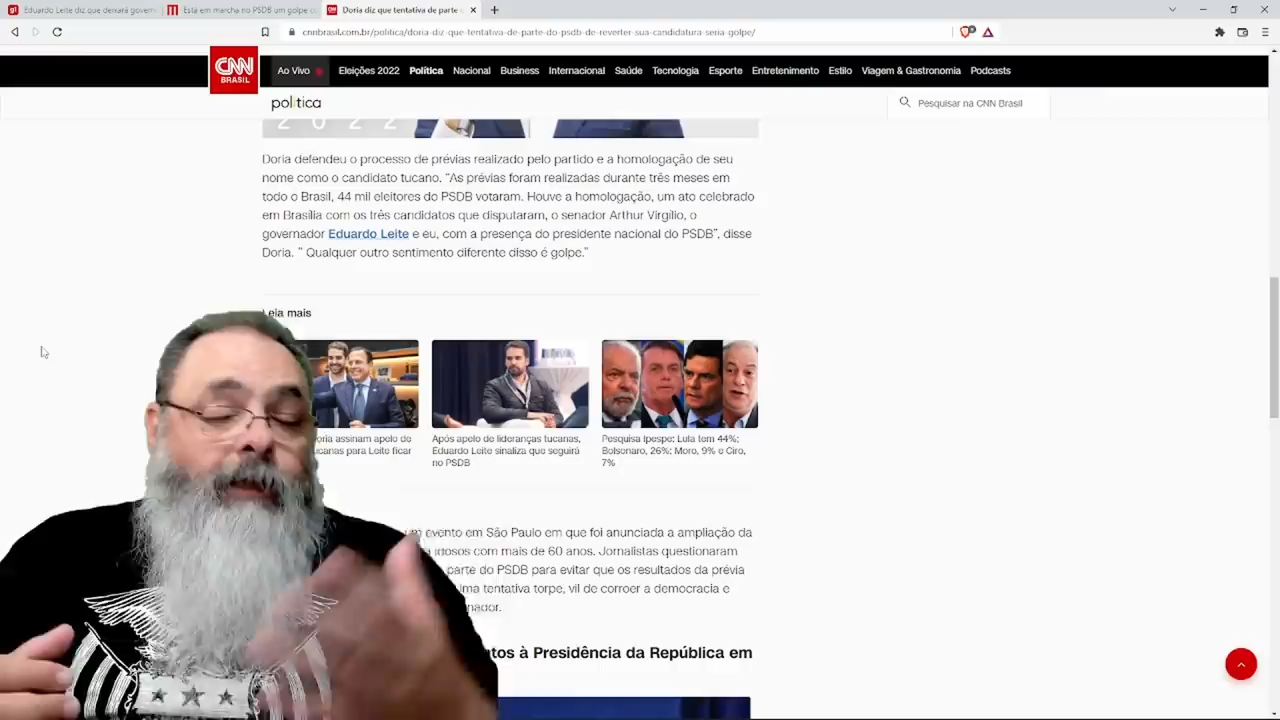 Eduardo Leite diz que deixará govern
Está em marcha no PSDB um golpe c
Doria diz que tentativa de parte
cnnbrasil.com.br/politica/doria-diz-que-tentativa-de-parte-do-psdb-de-reverter-sua-candidatura-seria-golpe/
CNN BRASIL
Ao Vivo Eleições 2022 Política Nacional Business Internacional Saúde Tecnologia Esporte Entretenimento Estilo Viagem & Gastronomia Podcasts
política
Pesquisar na CNN Brasil
2022
Doria defendeu o processo de prévias realizado pelo partido e a homologação de seu
nome como o candidato tucano. "As prévias foram realizadas durante três meses em
todo o Brasil, 44 mil eleitores do PSDB votaram. Houve a homologação, um ato celebrado
em Brasília com os três candidatos que disputaram, o senador Arthur Virgílio, o
governador Eduardo Leite e eu, com a presença do presidente nacional do PSDB", disse
Doria. " Qualquer outro sentimento diferente disso é golpe."
Leia mais
oria assinam apelo de
ucanas para Leite ficar
Após apelo de lideranças tucanas,
Eduardo Leite sinaliza que seguirá
no PSDB
Pesquisa Ipespe: Lula tem 44%;
Bolsonaro, 26%; Moro, 9% e Ciro,
7%
um evento em São Paulo em que foi anunciada a ampliação da
idosos com mais de 60 anos. Jornalistas questionaram
parte do PSDB para evitar que os resultados da prévia
ma tentativa torpe, vil de corroer a democracia e
nador.
tos à Presidência da República em